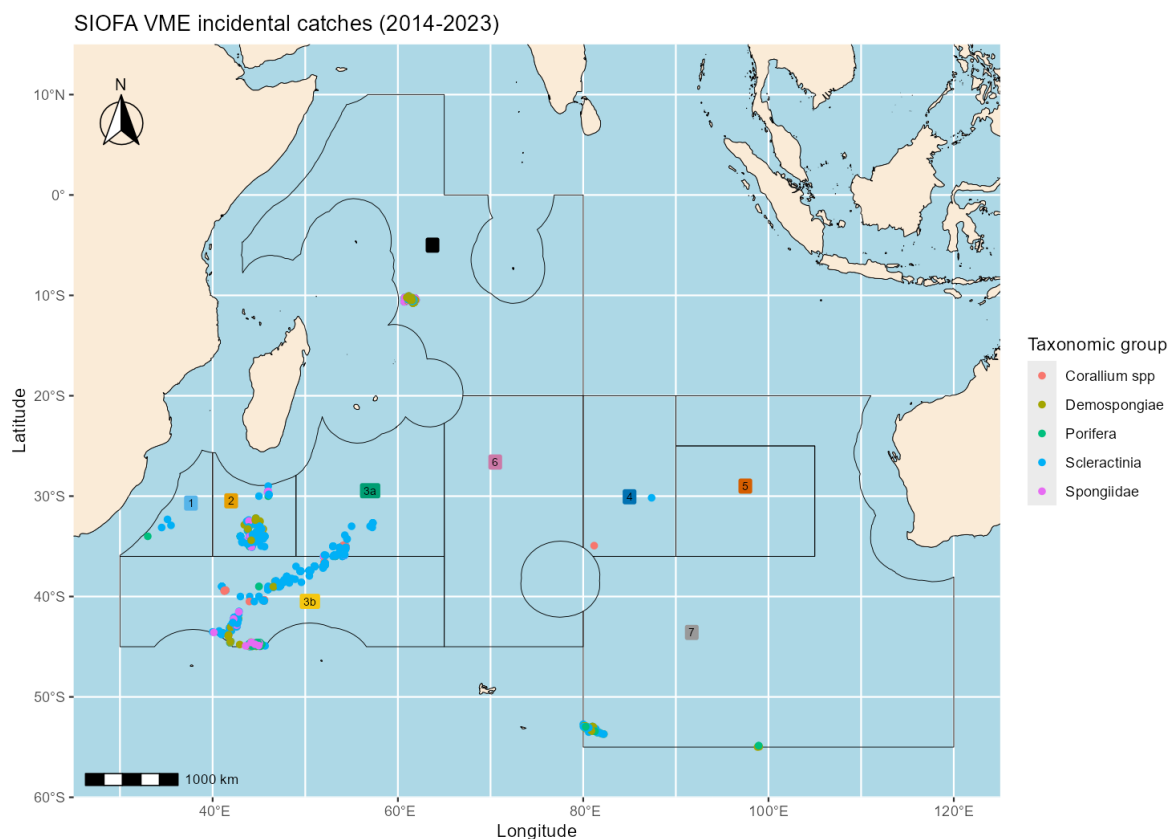 SIOFA VME incidental catches (2014-2023)
N
10°N
0°
10°S
20°S
30°S
40°S
50°S
60°S
Latitude
6
1
2
3a
4
5
3b
7
1000 km
40°E
60°E
80°E
100°E
120°E
Longitude
Taxonomic group
Corallium spp
Demospongiae
Porifera
Scleractinia
Spongiidae